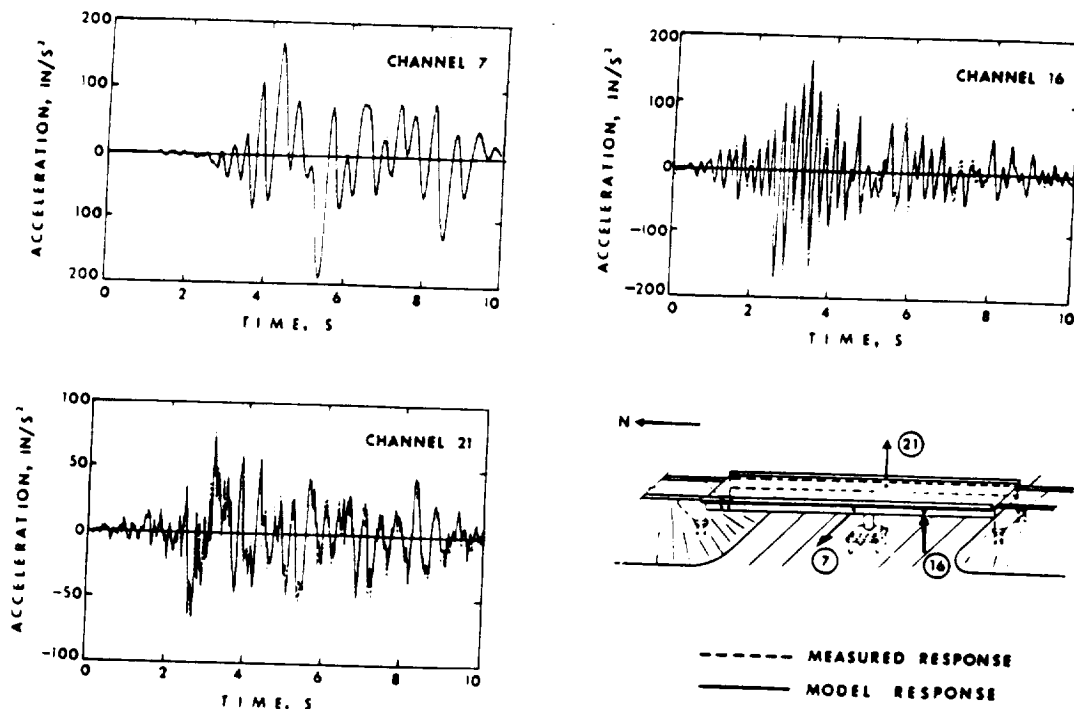 200
100
0
100
200
ACCELERATION, IN/S²
CHANNEL 7
0 2 4 6 8 10
TIME, S
200
100
0
-100
-200
ACCELERATION, IN/S²
CHANNEL 16
0 2 4 6 8 10
TIME, S
100
50
0
-50
-100
ACCELERATION, IN/S²
CHANNEL 21
0 2 4 6 8 10
TIME, S
N
21
7
16
MEASURED RESPONSE
MODEL RESPONSE